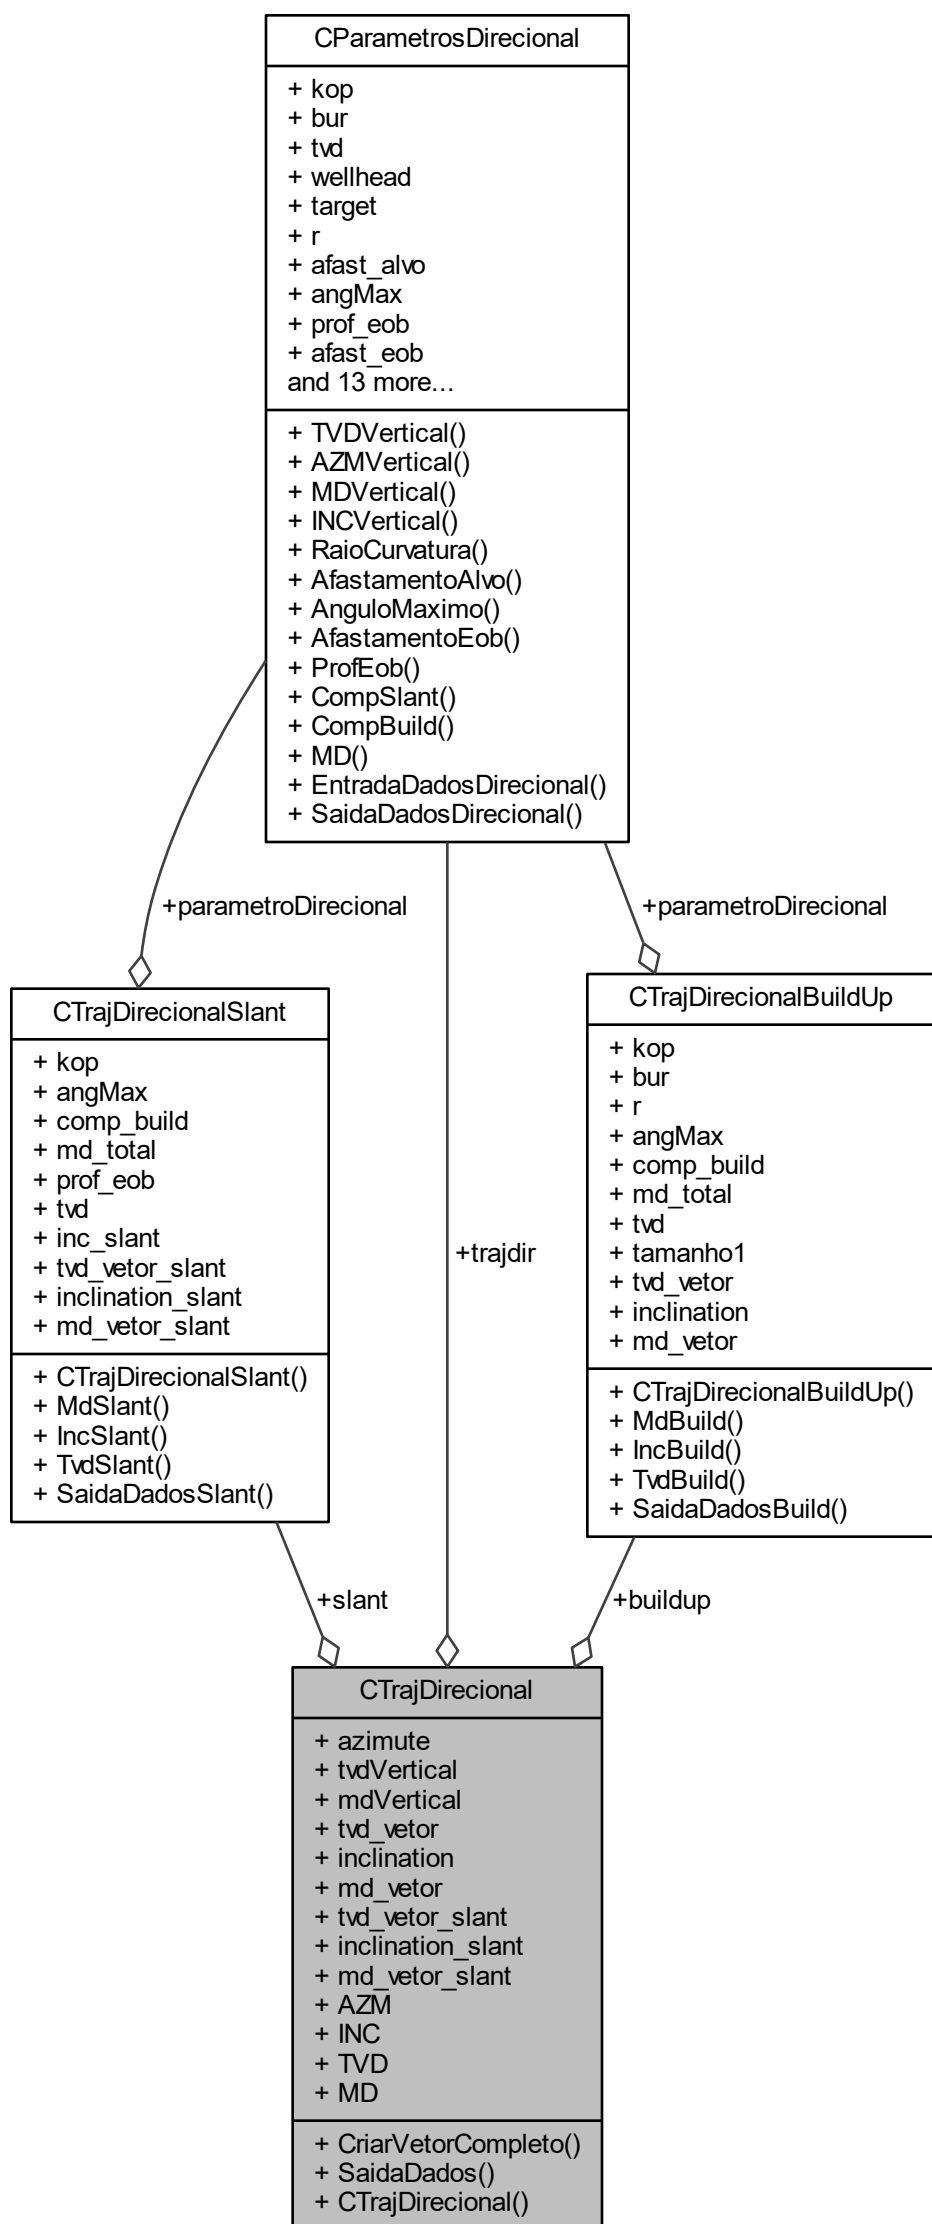 CParametrosDirecional
+ kop
+ bur
+ tvd
+ wellhead
+ target
+ r
+ afast_alvo
+ angMax
+ prof_eob
+ afast_eob
and 13 more...
+ TVDVertical()
+ AZMVertical()
+ MDVertical()
+ INCVertical()
+ RaioCurvatura()
+ AfastamentoAlvo()
+ AnguloMaximo()
+ AfastamentoEob()
+ ProfEob()
+ CompSlant()
+ CompBuild()
+ MD()
+ EntradaDadosDirecional()
+ SaidaDadosDirecional()
+parametroDirecional
+parametroDirecional
CTrajDirecionalSlant
+ kop
+ angMax
+ comp_build
+ md_total
+ prof_eob
+ tvd
+ inc_slant
+ tvd_vetor_slant
+ inclination_slant
+ md_vetor_slant
+ CTrajDirecionalSlant()
+ MdSlant()
+ IncSlant()
+ TvdSlant()
+ SaidaDadosSlant()
+trajdir
CTrajDirecionalBuildUp
+ kop
+ bur
+ r
+ angMax
+ comp_build
+ md_total
+ tvd
+ tamanho1
+ tvd_vetor
+ inclination
+ md_vetor
+ CTrajDirecionalBuildUp()
+ MdBuild()
+ IncBuild()
+ TvdBuild()
+ SaidaDadosBuild()
+slant
+buildup
CTrajDirecional
+ azimute
+ tvdVertical
+ mdVertical
+ tvd_vetor
+ inclination
+ md_vetor
+ tvd_vetor_slant
+ inclination_slant
+ md_vetor_slant
+ AZM
+ INC
+ TVD
+ MD
+ CriarVetorCompleto()
+ SaidaDados()
+ CTrajDirecional()